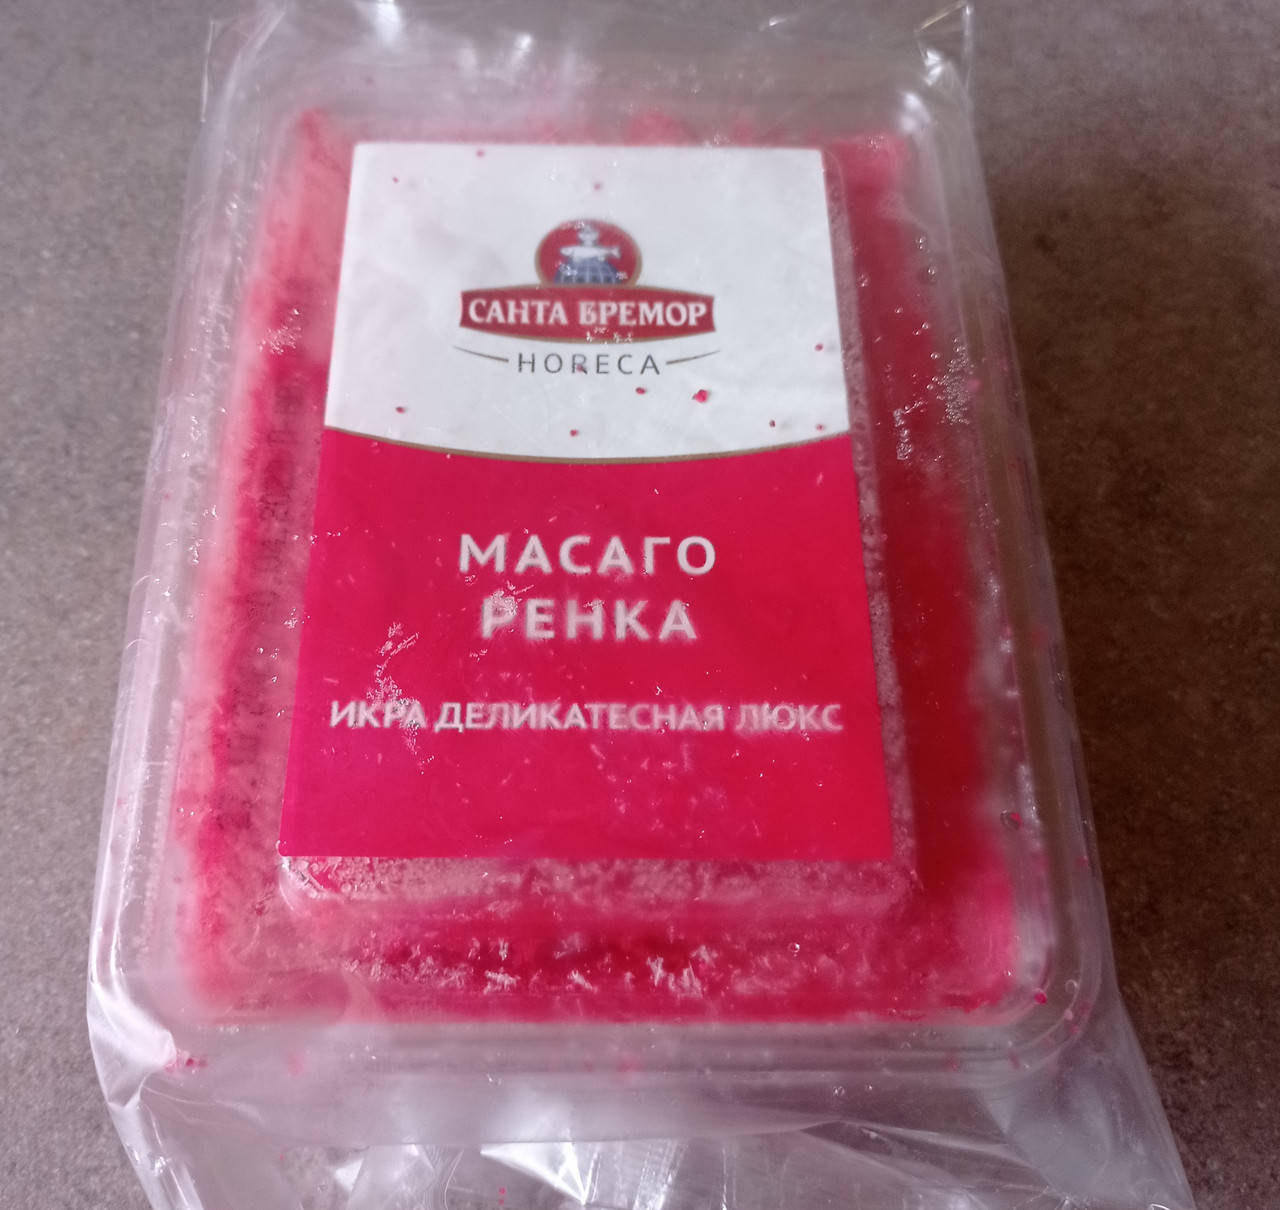 САНТА БРЕМОР
HORECA
МАСАГО
РЕНКА
ИКРА ДЕЛИКАТЕСНАЯ ЛЮКС